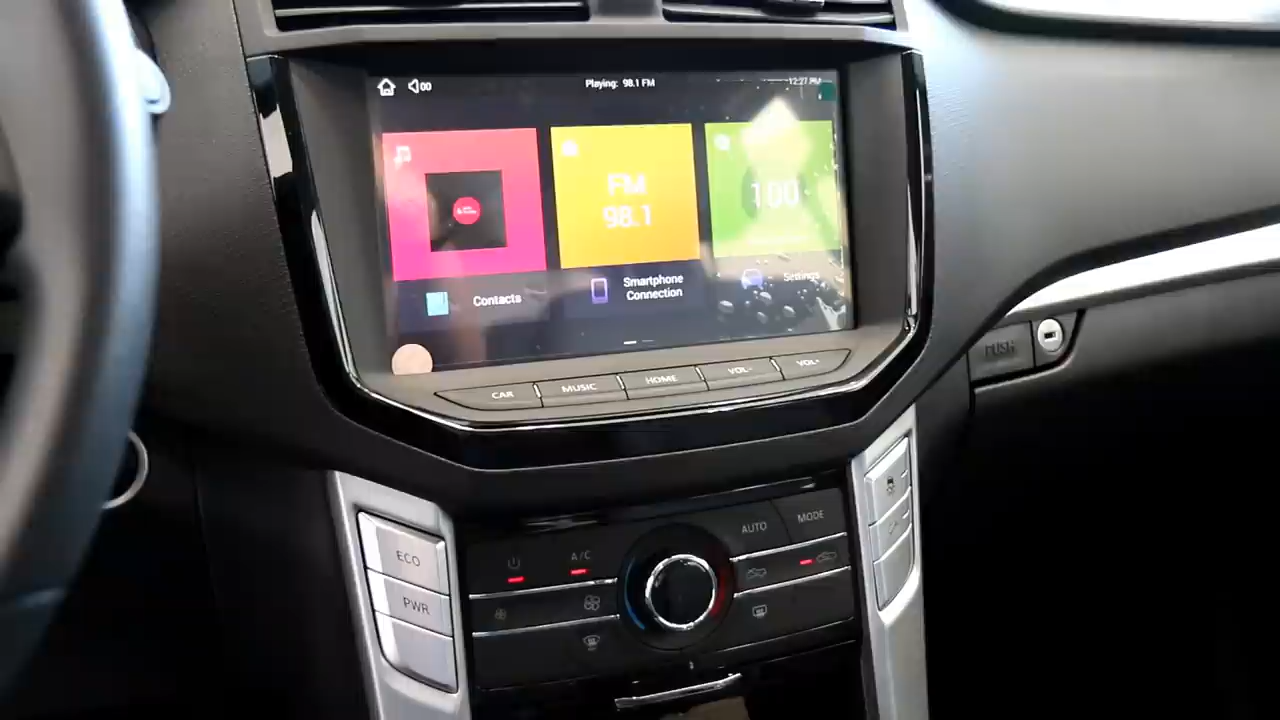 00
Playing: 98.1 FM
12:27 PM
FM
98.1
100
Contacts
Smartphone
Connection
Settings
CAR
MUSIC
HOME
VOL-
VOL+
PUSH
ECO
PWR
A/C
AUTO
MODE